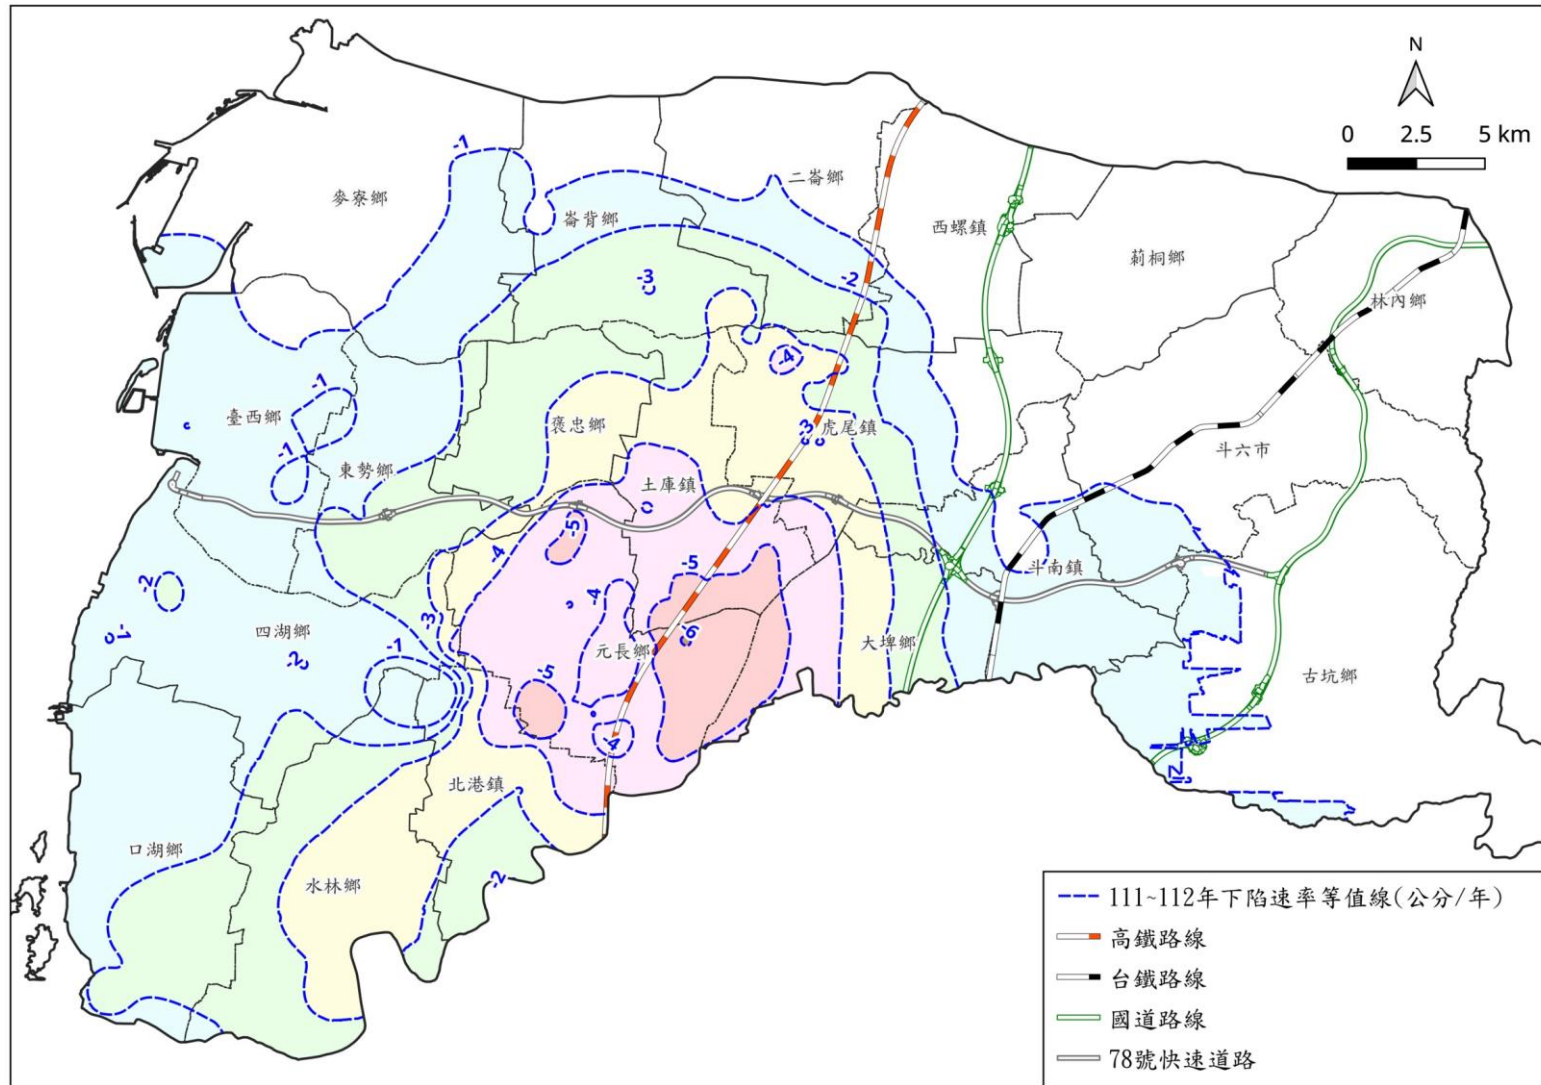 N
0 2.5 5 km
-1
麥寮鄉
二崙鄉
崙背鄉
西螺鎮
莿桐鄉
-3
-2
林內鄉
-4
-1
臺西鄉
褒忠鄉
-3
虎尾鎮
斗六市
-1
東勢鄉
土庫鎮
-5
-4
-5
斗南鎮
-2
-4
-3
-1
四湖鄉
-6
元長鄉
大埤鄉
-2
-1
-5
古坑鄉
-4
北港鎮
口湖鄉
水林鄉
-2
111~112年下陷速率等值線(公分/年)
高鐵路線
台鐵路線
國道路線
78號快速道路